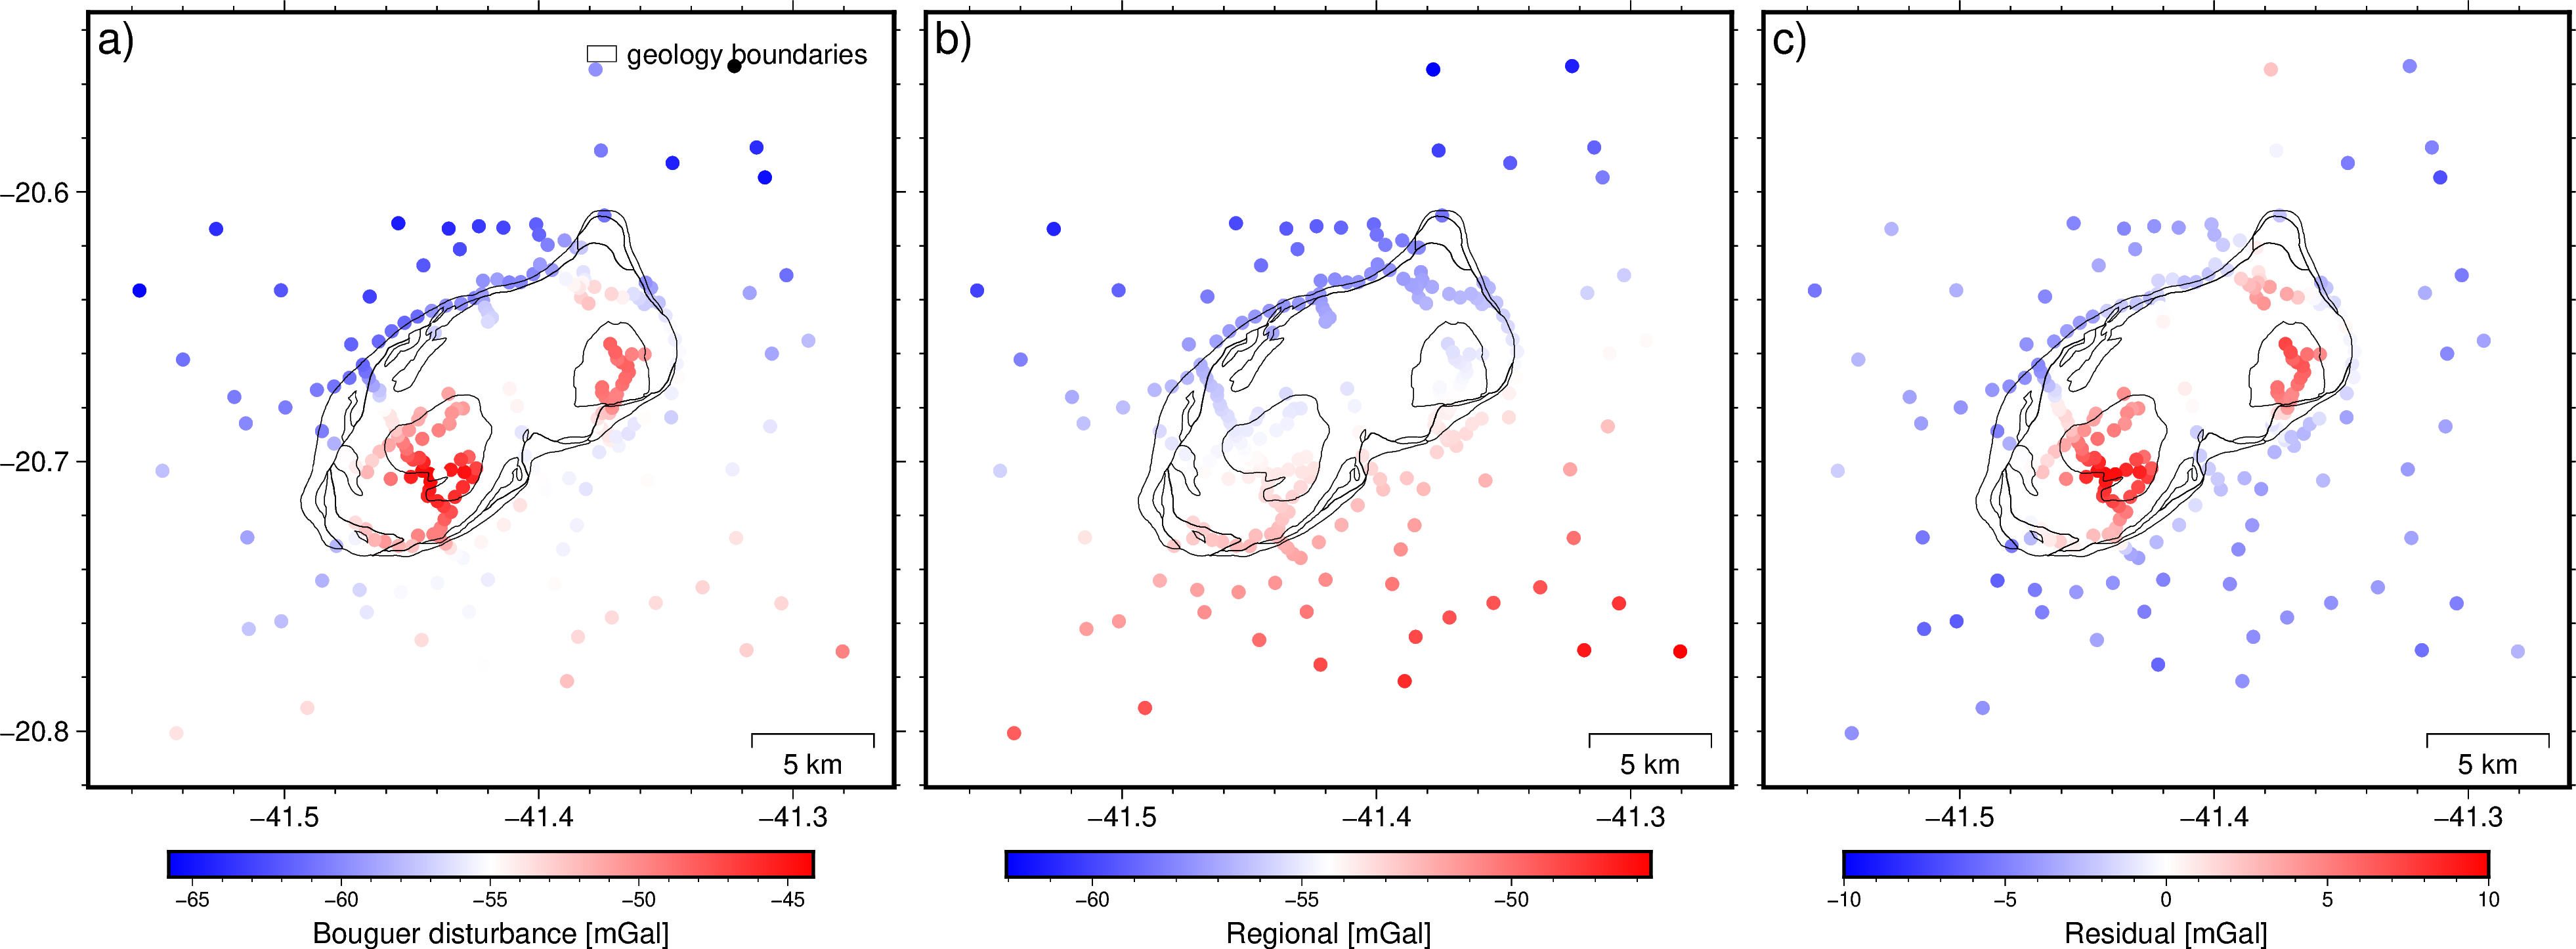 a)
geology boundaries
b)
c)
−20.6
−20.7
−20.8
5 km
5 km
5 km
−41.5
−41.4
−41.3
−41.5
−41.4
−41.3
−41.5
−41.4
−41.3
−65
−60
−55
−50
−45
−60
−55
−50
−10
−5
0
5
10
Bouguer disturbance [mGal]
Regional [mGal]
Residual [mGal]